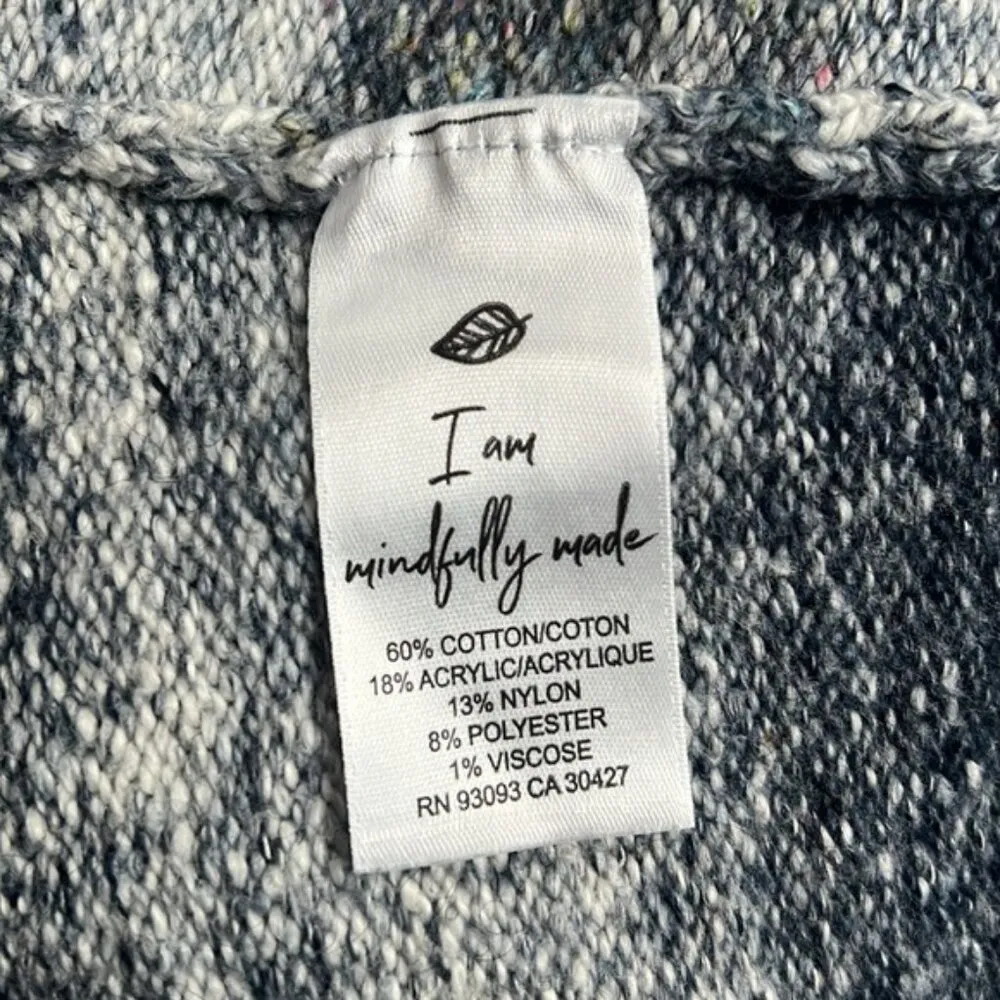 I am
mindfully made
60% COTTON/COTON
18% ACRYLIC/ACRYLIQUE
13% NYLON
8% POLYESTER
1% VISCOSE
RN 93093 CA 30427